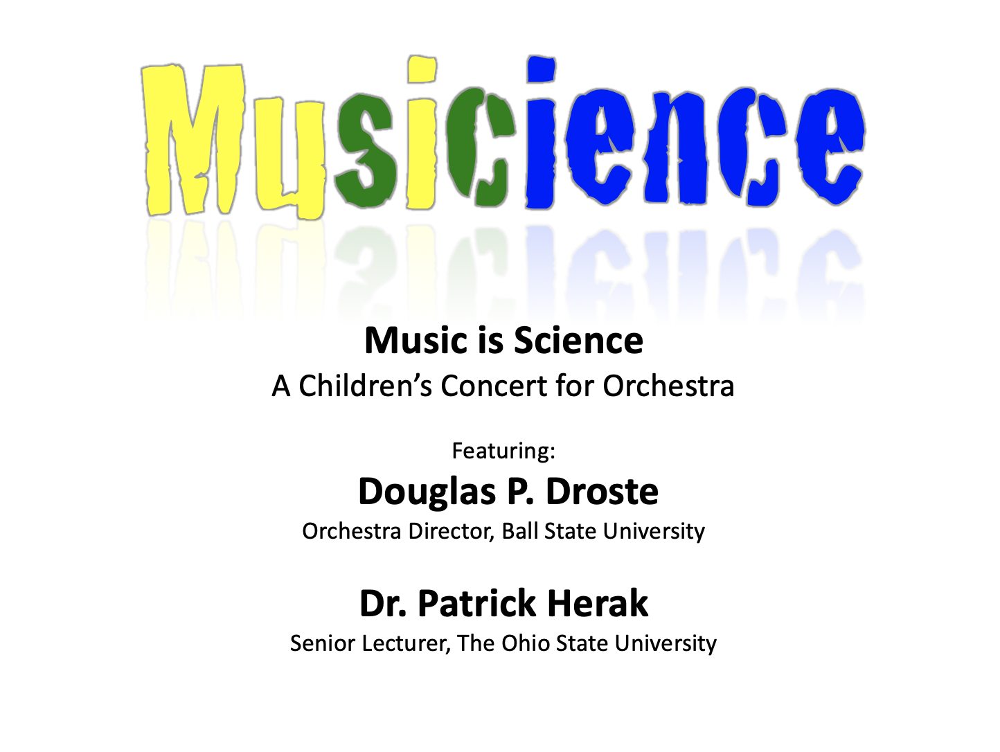 Musicience
Music is Science
A Children’s Concert for Orchestra
Featuring:
Douglas P. Droste
Orchestra Director, Ball State University
Dr. Patrick Herak
Senior Lecturer, The Ohio State University